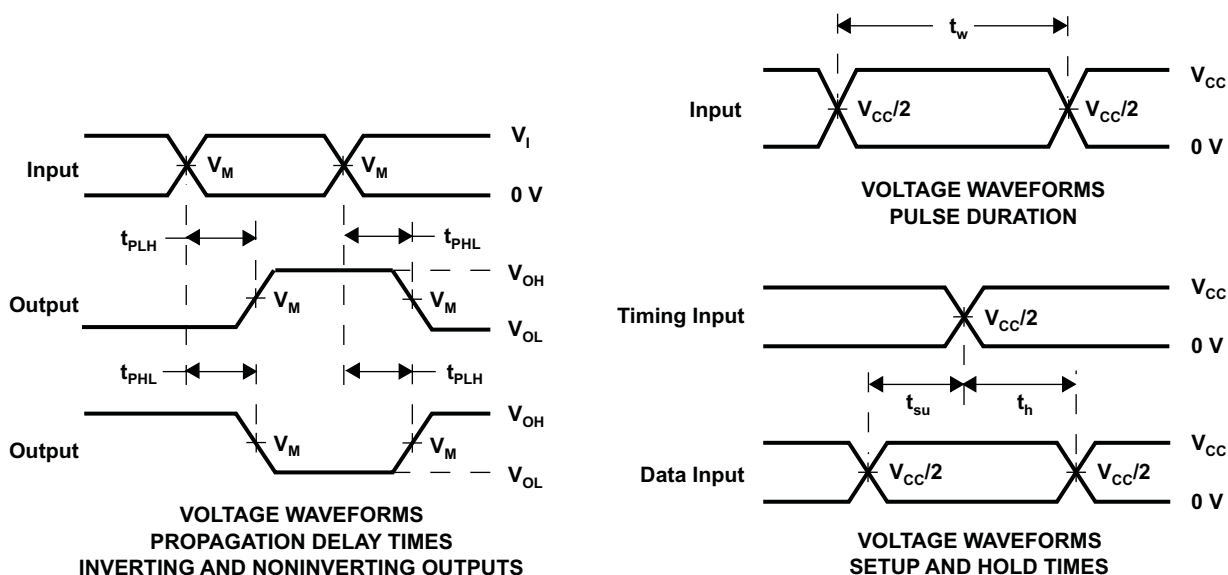 Input
V_I
V_M
V_M
0 V
t_PLH
t_PHL
Output
V_OH
V_M
V_M
V_OL
t_PHL
t_PLH
Output
V_OH
V_M
V_M
V_OL
VOLTAGE WAVEFORMS
PROPAGATION DELAY TIMES
INVERTING AND NONINVERTING OUTPUTS
t_w
Input
V_CC
V_CC/2
V_CC/2
0 V
VOLTAGE WAVEFORMS
PULSE DURATION
Timing Input
V_CC
V_CC/2
0 V
t_su
t_h
Data Input
V_CC
V_CC/2
V_CC/2
0 V
VOLTAGE WAVEFORMS
SETUP AND HOLD TIMES